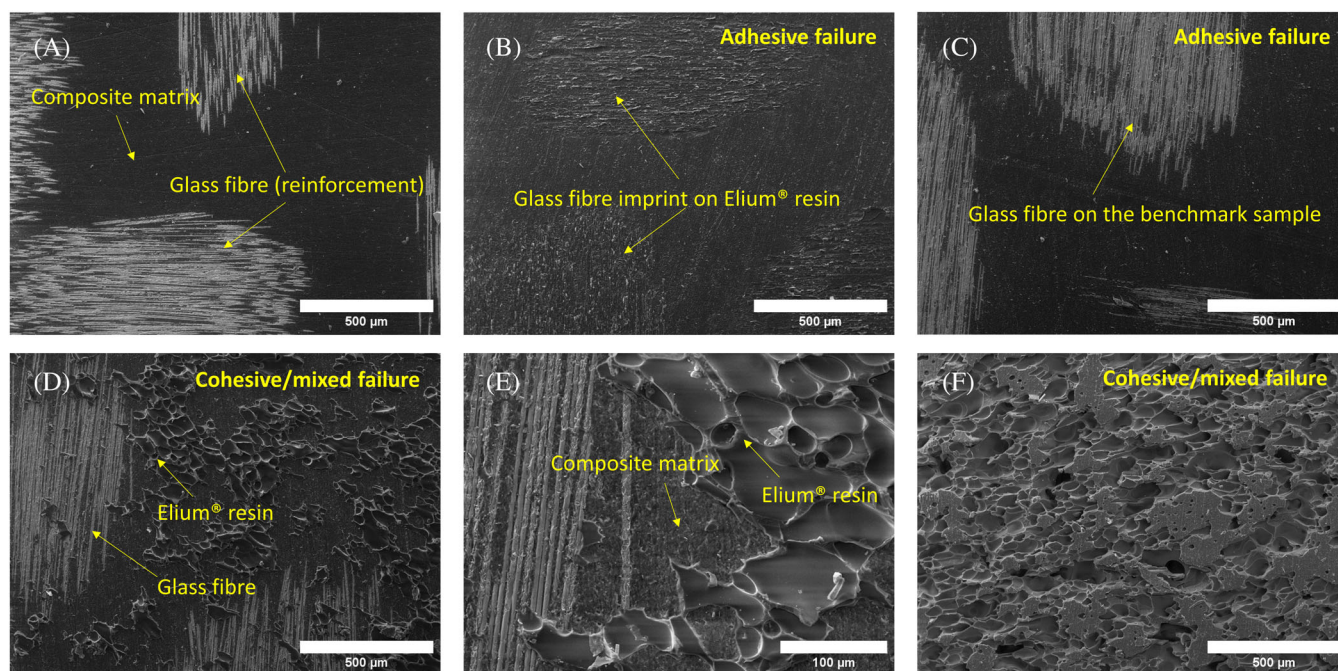 (A)
Composite matrix
Glass fibre (reinforcement)
500 µm
(B)
Adhesive failure
Glass fibre imprint on Elium® resin
500 µm
(C)
Adhesive failure
Glass fibre on the benchmark sample
500 µm
(D)
Cohesive/mixed failure
Elium® resin
Glass fibre
500 µm
(E)
Composite matrix
Elium® resin
100 µm
(F)
Cohesive/mixed failure
500 µm